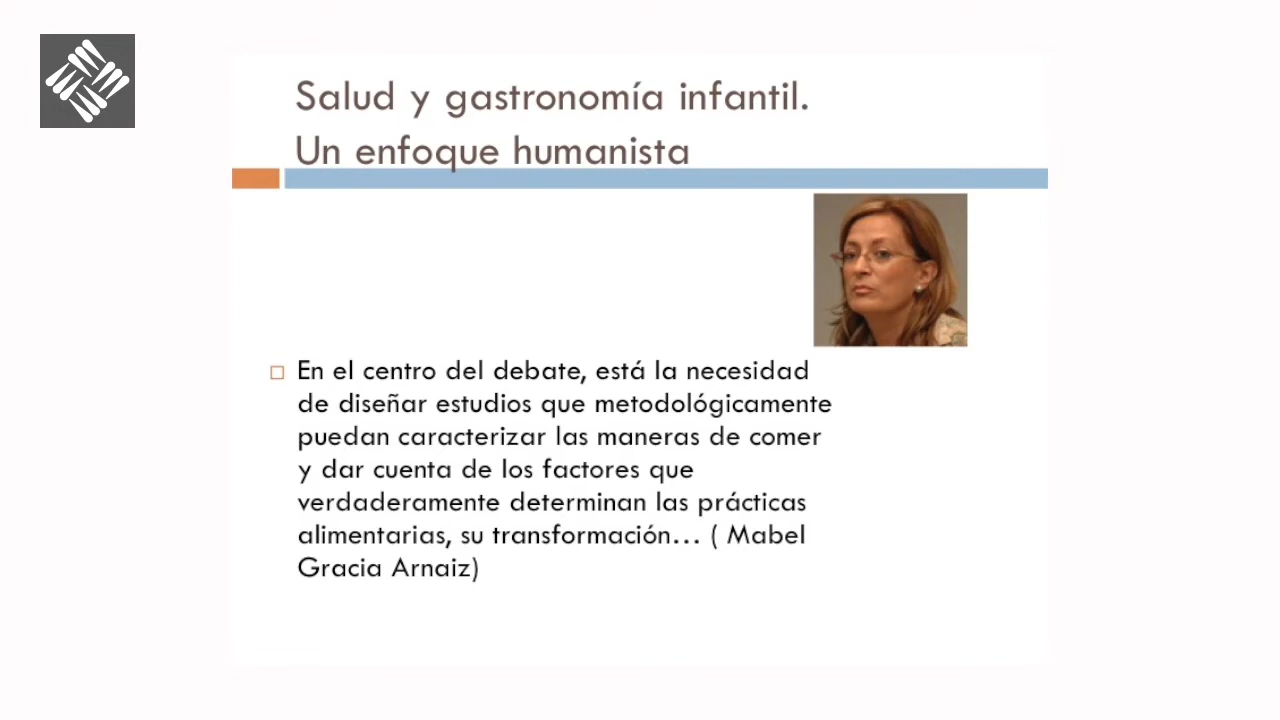 Salud y gastronomía infantil.
Un enfoque humanista
En el centro del debate, está la necesidad
de diseñar estudios que metodológicamente
puedan caracterizar las maneras de comer
y dar cuenta de los factores que
verdaderamente determinan las prácticas
alimentarias, su transformación… ( Mabel
Gracia Arnaiz)